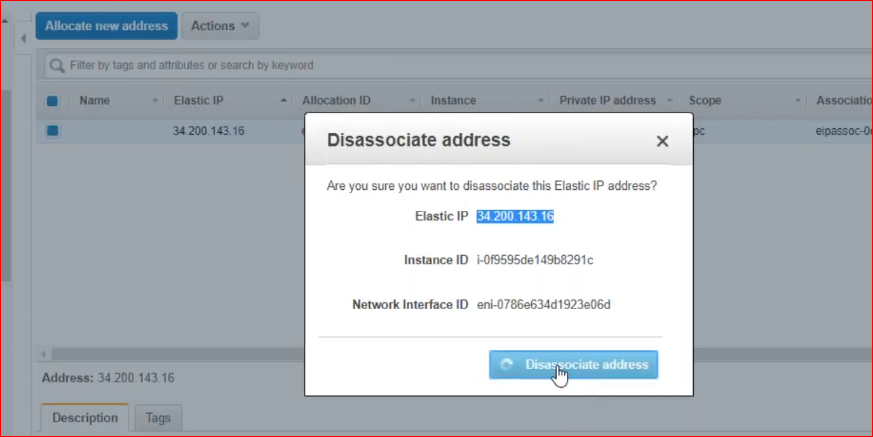 Allocate new address Actions
Filter by tags and attributes or search by keyword
Name Elastic IP Allocation ID Instance Private IP address Scope Association
34.200.143.16 eipassoc-0
Disassociate address
Are you sure you want to disassociate this Elastic IP address?
Elastic IP 34.200.143.16
Instance ID i-0f9595de149b8291c
Network Interface ID eni-0786e634d1923e06d
Disassociate address
Address: 34.200.143.16
Description Tags